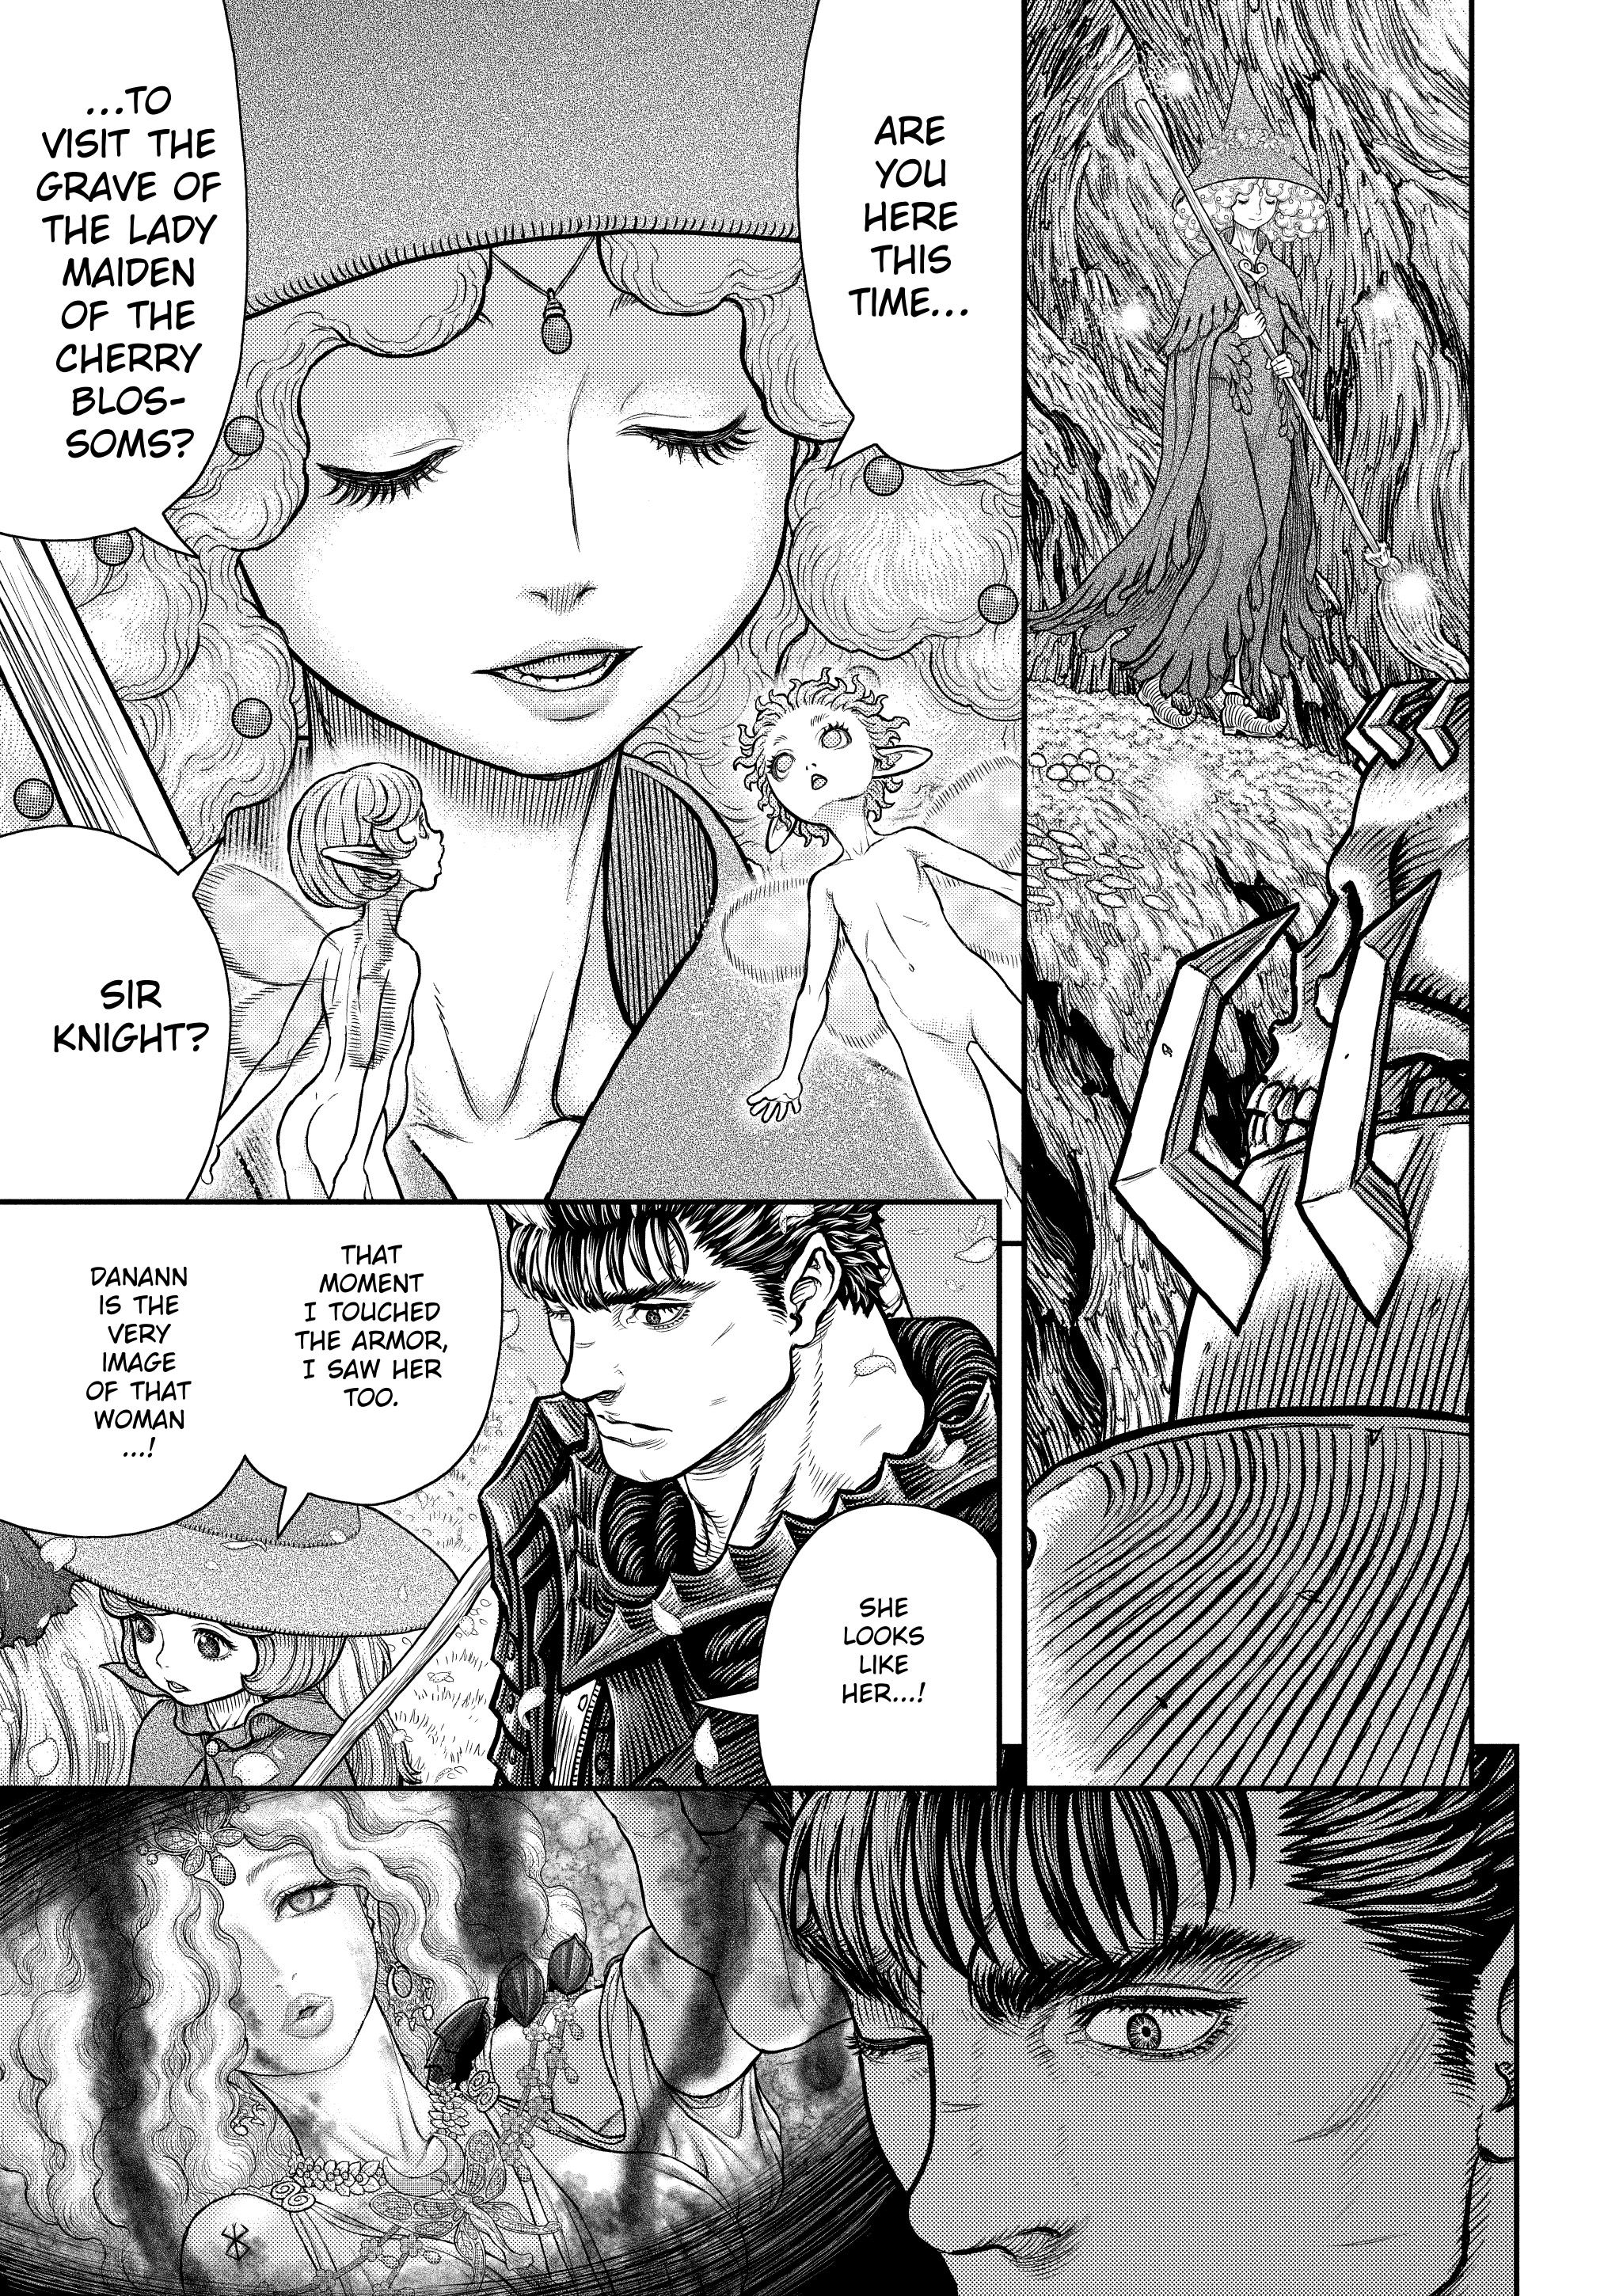 ARE
YOU
HERE
THIS
TIME...
...TO
VISIT THE
GRAVE OF
THE LADY
MAIDEN
OF THE
CHERRY
BLOS-
SOMS?
SIR
KNIGHT?
SHE
LOOKS
LIKE
HER...!
THAT
MOMENT
I TOUCHED
THE ARMOR,
I SAW HER
TOO.
DANANN
IS THE
VERY
IMAGE
OF THAT
WOMAN
...!